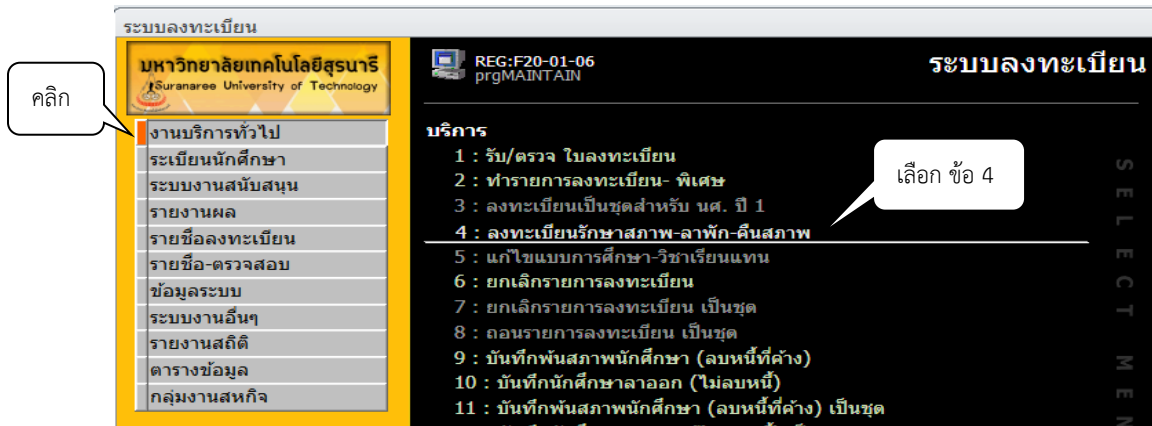 ระบบลงทะเบียน
มหาวิทยาลัยเทคโนโลยีสุรนารี
Suranaree University of Technology
REG:F20-01-06
prgMAINTAIN
ระบบลงทะเบียน
คลิก
งานบริการทั่วไป
ระเบียนนักศึกษา
ระบบงานสนับสนุน
รายงานผล
รายชื่อลงทะเบียน
รายชื่อ-ตรวจสอบ
ข้อมูลระบบ
ระบบงานอื่นๆ
รายงานสถิติ
ตารางข้อมูล
กลุ่มงานสหกิจ
บริการ
1 : รับ/ตรวจ ใบลงทะเบียน
2 : ทำรายการลงทะเบียน- พิเศษ
3 : ลงทะเบียนเป็นชุดสำหรับ นศ. ปี 1
4 : ลงทะเบียนรักษาสภาพ-ลาพัก-คืนสภาพ
5 : แก้ไขแบบการศึกษา-วิชาเรียนแทน
6 : ยกเลิกรายการลงทะเบียน
7 : ยกเลิกรายการลงทะเบียน เป็นชุด
8 : ถอนรายการลงทะเบียน เป็นชุด
9 : บันทึกพ้นสภาพนักศึกษา (ลบหนี้ที่ค้าง)
10 : บันทึกนักศึกษาลาออก (ไม่ลบหนี้)
11 : บันทึกพ้นสภาพนักศึกษา (ลบหนี้ที่ค้าง) เป็นชุด
เลือก ข้อ 4
SELECT MEN